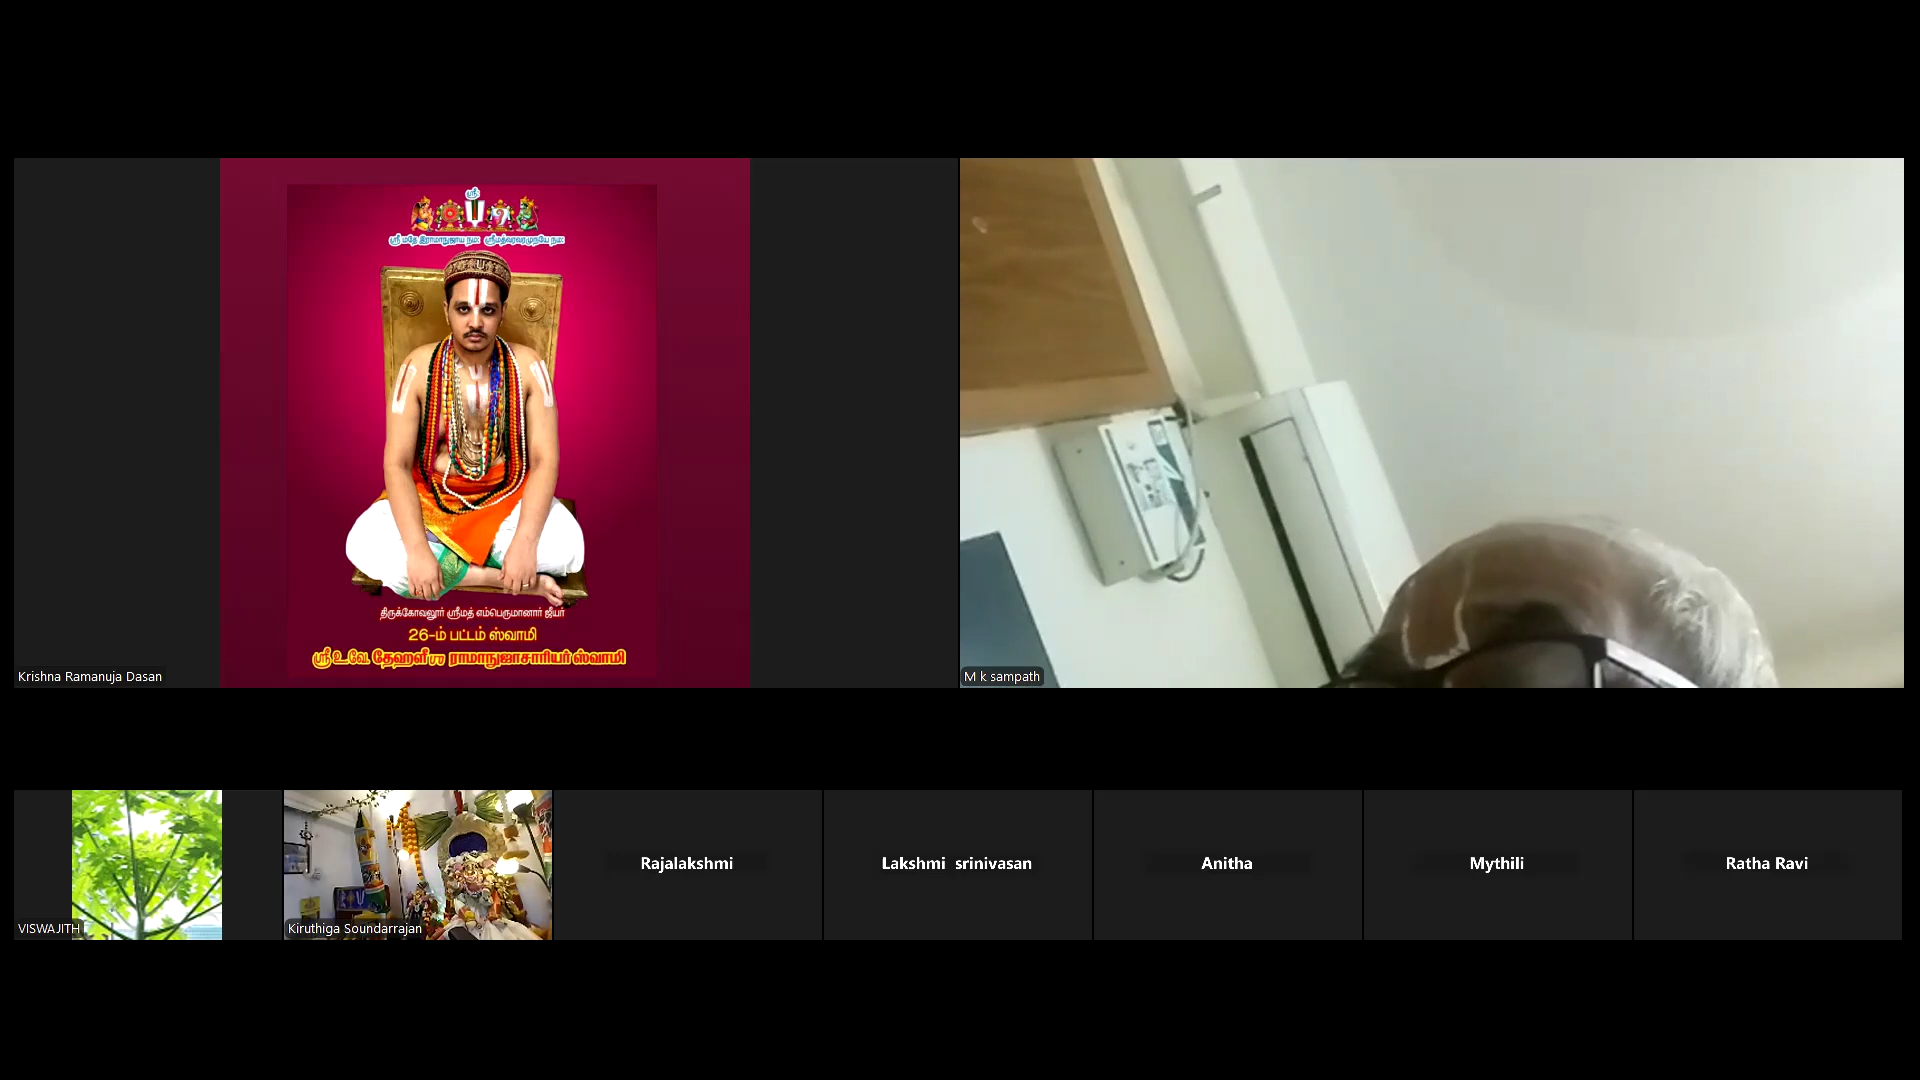 ஸ்ரீ:
ஸ்ரீ மதே இராமாநுஜாய நம: ஸ்ரீமத்வரவரமுநயே நம:
திருக்கோவலூர் ஸ்ரீமத் எம்பெருமானார் ஜீயர்
26-ம் பட்டம் ஸ்வாமி
ஸ்ரீ உ.வே. தேஹளீச ராமாநுஜாசாரியர் ஸ்வாமி
Krishna Ramanuja Dasan
M k sampath
VISWAJITH
Kiruthiga Soundarrajan
Rajalakshmi
Lakshmi srinivasan
Anitha
Mythili
Ratha Ravi